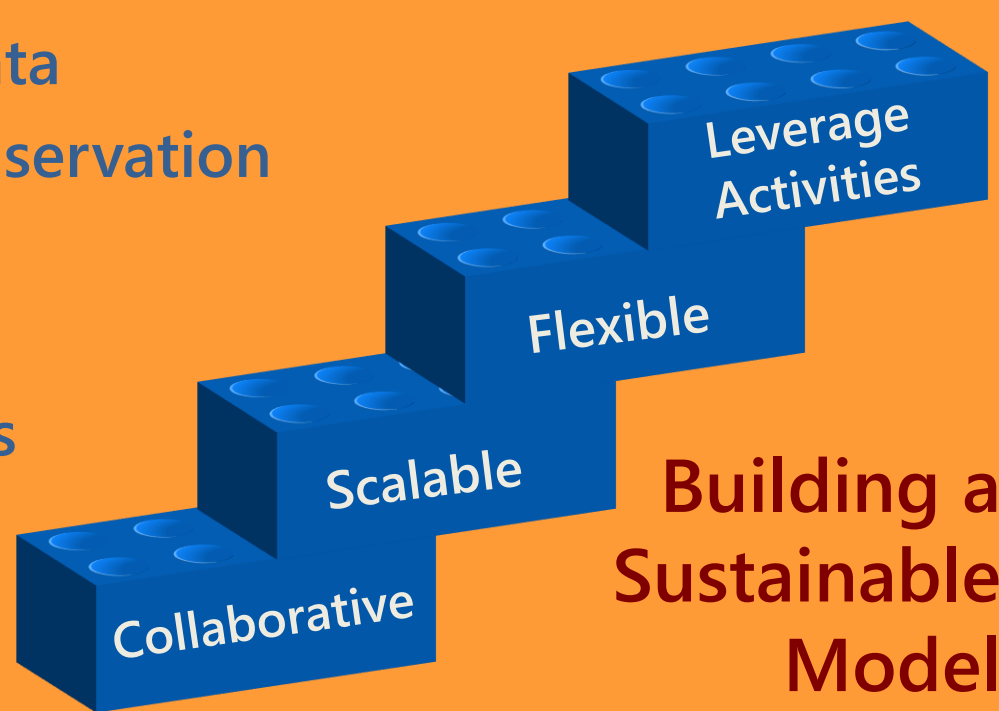 ta
servation
s
Leverage
Activities
Flexible
Scalable
Collaborative
Building a
Sustainable
Model